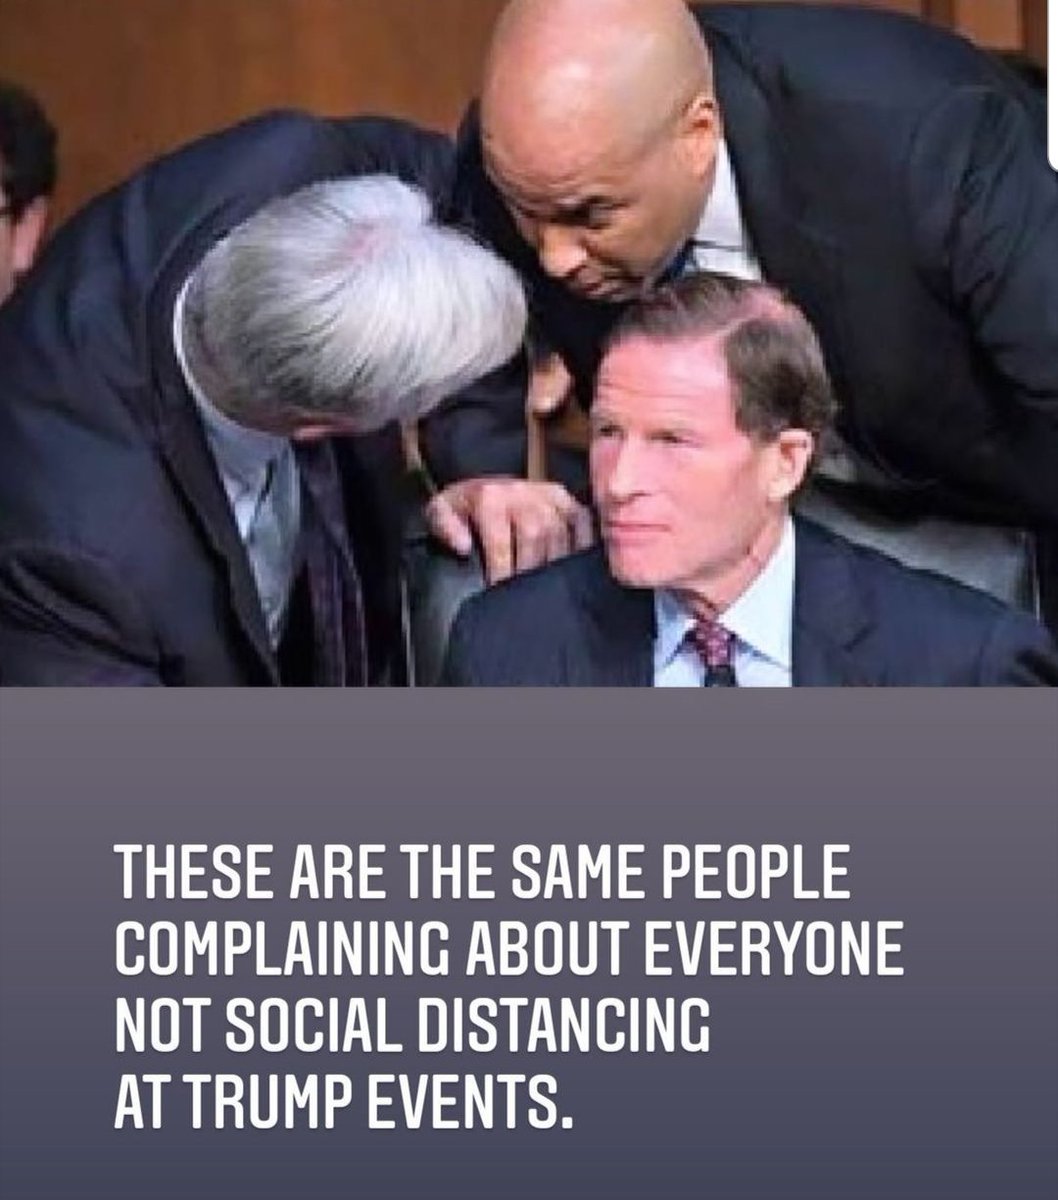 THESE ARE THE SAME PEOPLE
COMPLAINING ABOUT EVERYONE
NOT SOCIAL DISTANCING
AT TRUMP EVENTS.